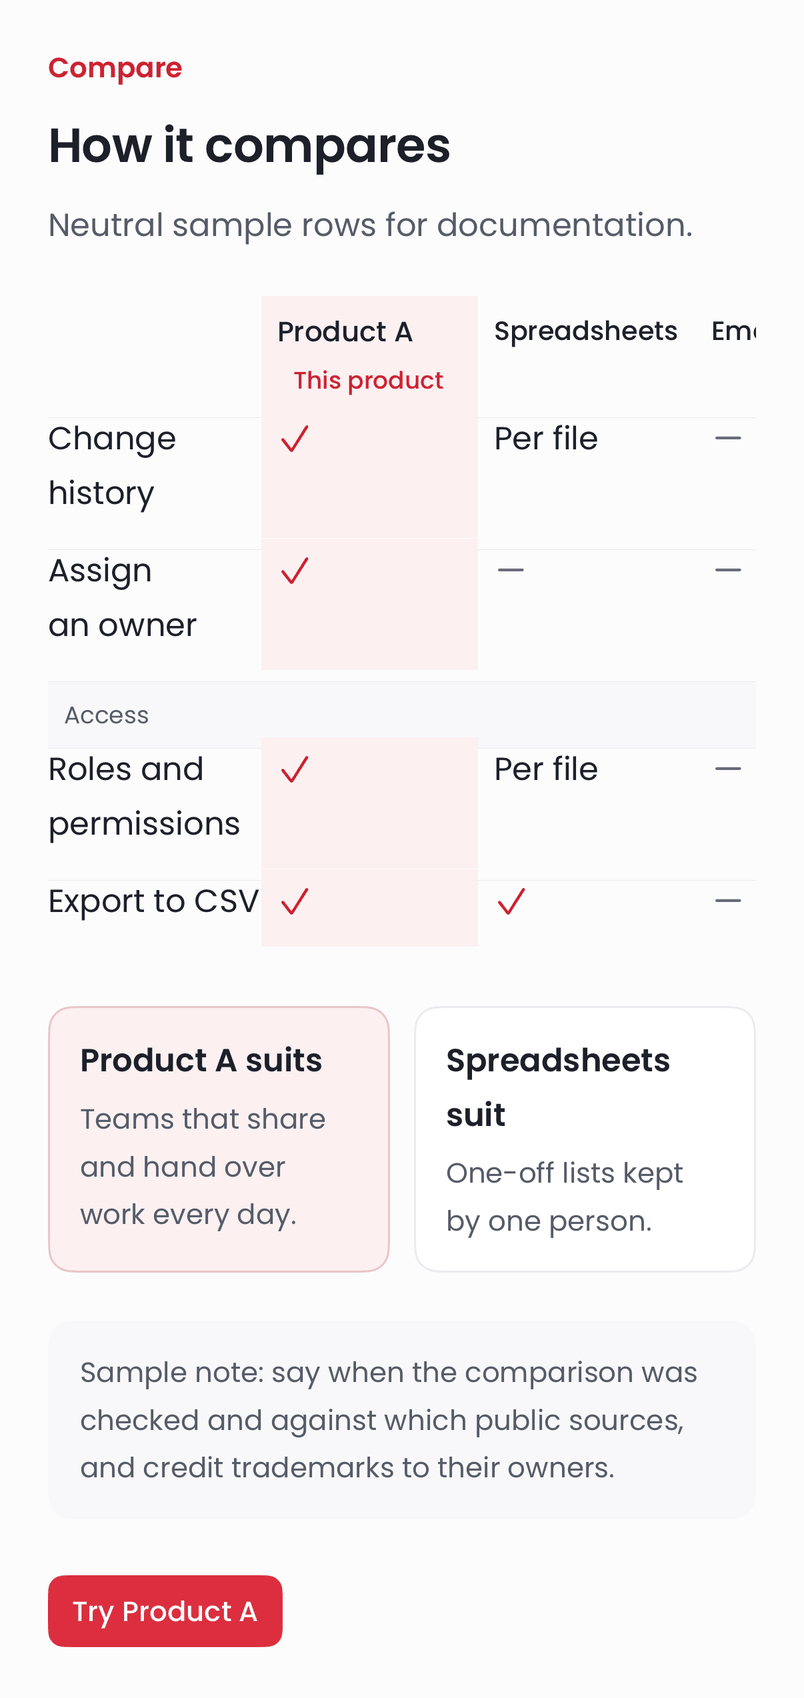 Compare
How it compares
Neutral sample rows for documentation.
Product A
This product
Spreadsheets
Change
history
Per file
—
Assign
an owner
—
—
Access
Roles and
permissions
Per file
—
Export to CSV
—
Product A suits
Teams that share
and hand over
work every day.
Spreadsheets
suit
One-off lists kept
by one person.
Sample note: say when the comparison was
checked and against which public sources,
and credit trademarks to their owners.
Try Product A